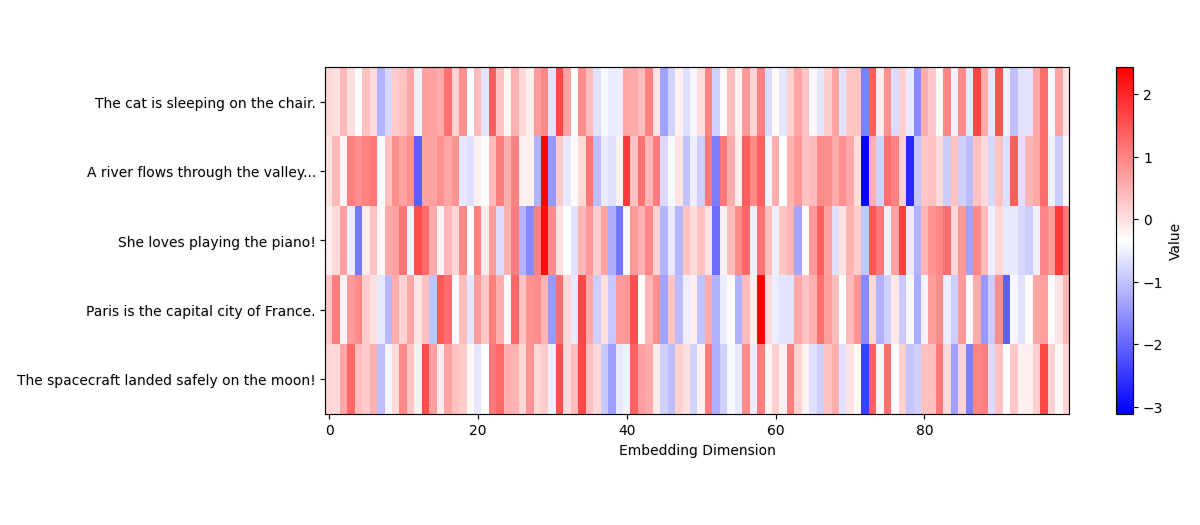 The cat is sleeping on the chair.
A river flows through the valley...
She loves playing the piano!
Paris is the capital city of France.
The spacecraft landed safely on the moon!
0 20 40 60 80
Embedding Dimension
2
1
0
−1
−2
−3
Value